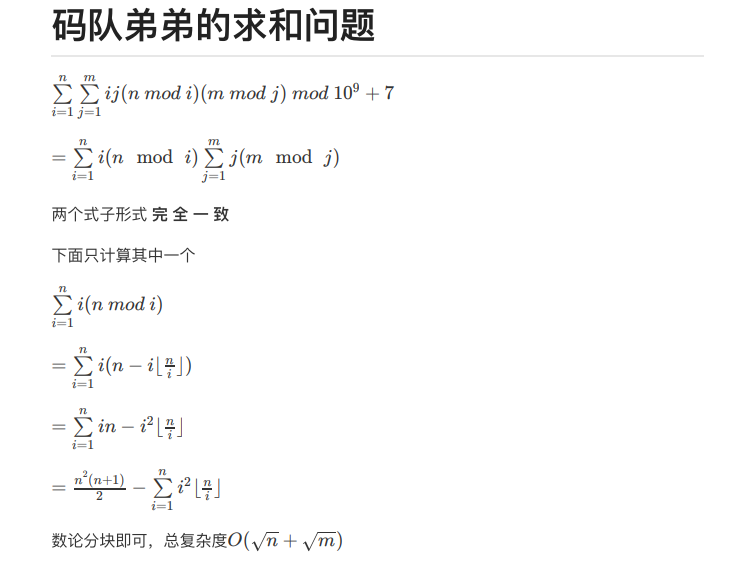 码队弟弟的求和问题
$\sum_{i=1}^{n}\sum_{j=1}^{m} ij(n \bmod i)(m \bmod j) \bmod 10^9+7$
$=\sum_{i=1}^{n} i(n \mod i)\sum_{j=1}^{m} j(m \mod j)$
两个式子形式 完 全 一 致
下面只计算其中一个
$\sum_{i=1}^{n} i(n \bmod i)$
$=\sum_{i=1}^{n} i(n-i\lfloor\frac{n}{i}\rfloor)$
$=\sum_{i=1}^{n} in-i^2\lfloor\frac{n}{i}\rfloor$
$=\frac{n^2(n+1)}{2}-\sum_{i=1}^{n} i^2\lfloor\frac{n}{i}\rfloor$
数论分块即可，总复杂度$O(\sqrt{n}+\sqrt{m})$